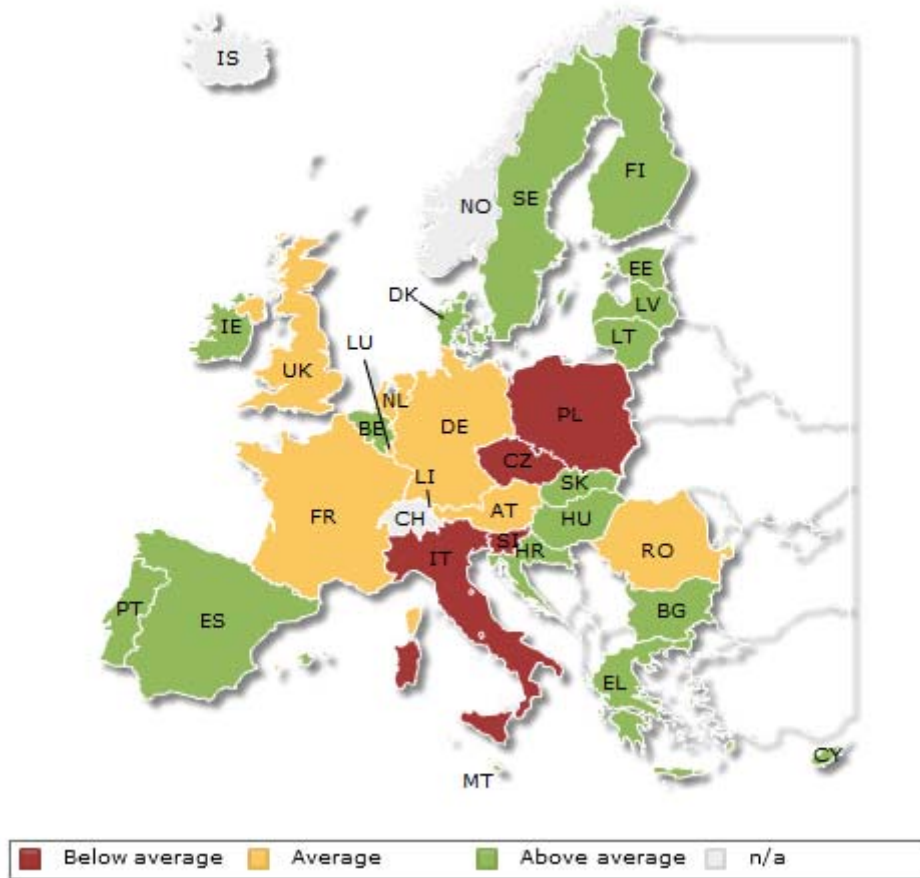 IS
FI
SE
NO
EE
DK
LV
IE
LT
LU
UK
NL
PL
DE
BE
CZ
LI
SK
AT
FR
CH
HU
SI
HR
IT
RO
PT
ES
BG
EL
CY
MT
Below average Average Above average n/a